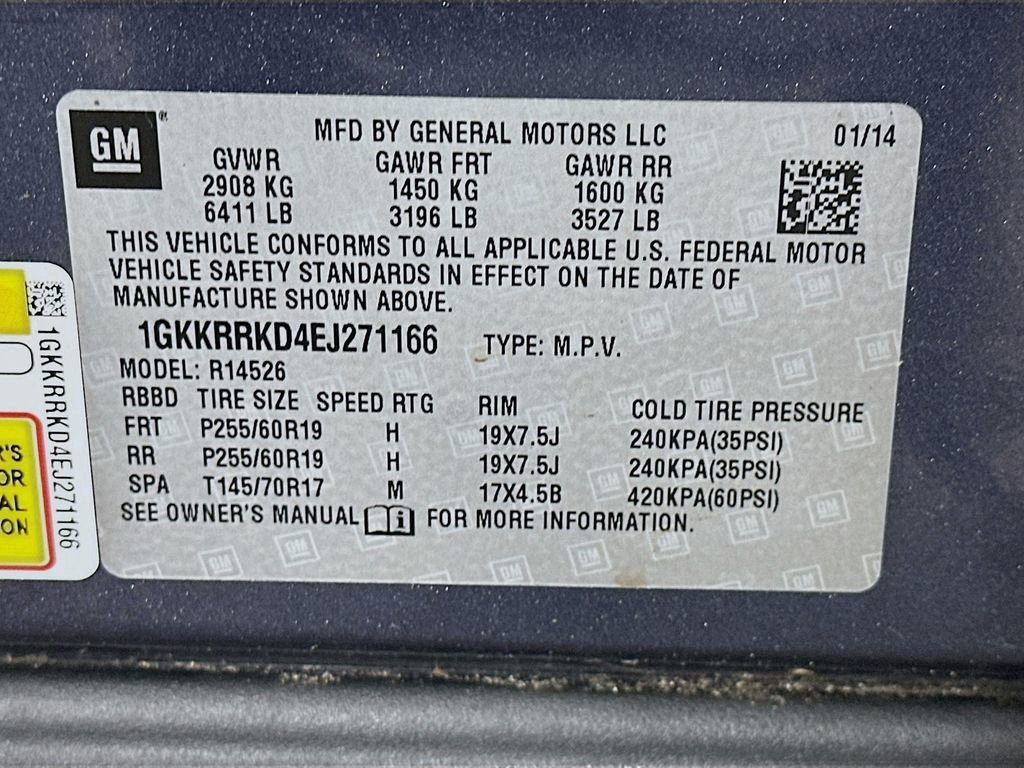 GM
MFD BY GENERAL MOTORS LLC 01/14
GVWR GAWR FRT GAWR RR
2908 KG 1450 KG 1600 KG
6411 LB 3196 LB 3527 LB
THIS VEHICLE CONFORMS TO ALL APPLICABLE U.S. FEDERAL MOTOR
VEHICLE SAFETY STANDARDS IN EFFECT ON THE DATE OF
MANUFACTURE SHOWN ABOVE.
1GKKRRKD4EJ271166 TYPE: M.P.V.
MODEL: R14526
RBBD TIRE SIZE SPEED RTG RIM COLD TIRE PRESSURE
FRT P255/60R19 H 19X7.5J 240KPA(35PSI)
RR P255/60R19 H 19X7.5J 240KPA(35PSI)
SPA T145/70R17 M 17X4.5B 420KPA(60PSI)
SEE OWNER'S MANUAL i FOR MORE INFORMATION.
1GKKRRKD4EJ271166
R'S
OR
AL
ON